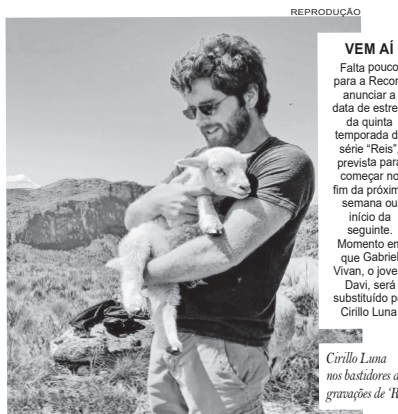 REPRODUÇÃO
VEM AÍ
Falta pouco
para a Recor
anunciar a
data de estre
da quinta
temporada d
série “Reis”,
prevista para
começar no
fim da próxim
semana ou
início da
seguinte.
Momento em
que Gabriel
Vivan, o jove
Davi, será
substituído po
Cirillo Luna
Cirillo Luna
nos bastidores d
gravações de ‘R